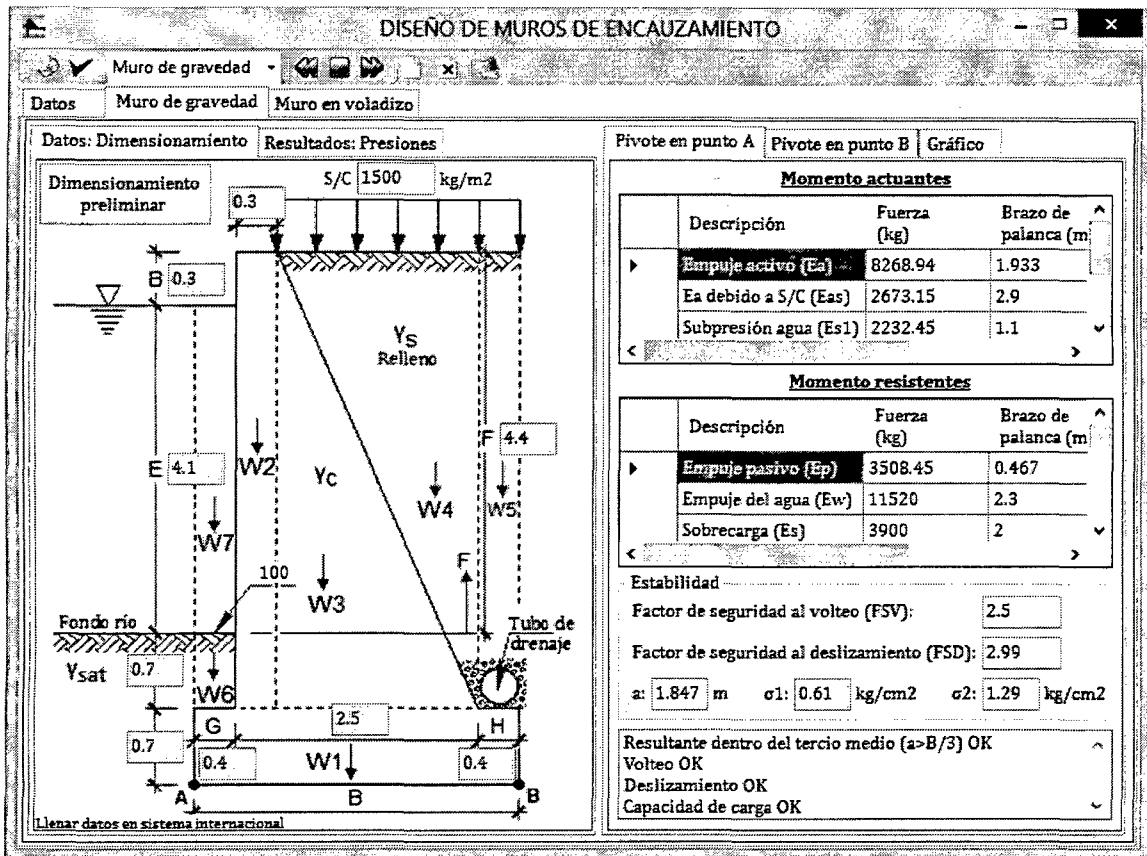 DISEÑO DE MUROS DE ENCAUZAMIENTO
Muro de gravedad
Datos Muro de gravedad Muro en voladizo
Datos: Dimensionamiento Resultados: Presiones
Dimensionamiento preliminar
S/C 1500 kg/m2
0.3
B 0.3
γS
Relleno
E 4.1
W2
γC
F 4.4
W4
W5
W7
100
F
W3
Fondo río
Tubo de drenaje
γsat 0.7
W6
G 2.5 H
0.7
0.4 W1 0.4
A B B
Llenar datos en sistema internacional
Pivote en punto A Pivote en punto B Gráfico
Momento actuantes
Descripción Fuerza (kg) Brazo de palanca (m
Empuje activo (Ea) 8268.94 1.933
Ea debido a S/C (Eas) 2673.15 2.9
Subpresión agua (Es1) 2232.45 1.1
Momento resistentes
Descripción Fuerza (kg) Brazo de palanca (m
Empuje pasivo (Ep) 3508.45 0.467
Empuje del agua (Ew) 11520 2.3
Sobrecarga (Es) 3900 2
Estabilidad
Factor de seguridad al volteo (FSV): 2.5
Factor de seguridad al deslizamiento (FSD): 2.99
a: 1.847 m σ1: 0.61 kg/cm2 σ2: 1.29 kg/cm2
Resultante dentro del tercio medio (a>B/3) OK
Volteo OK
Deslizamiento OK
Capacidad de carga OK